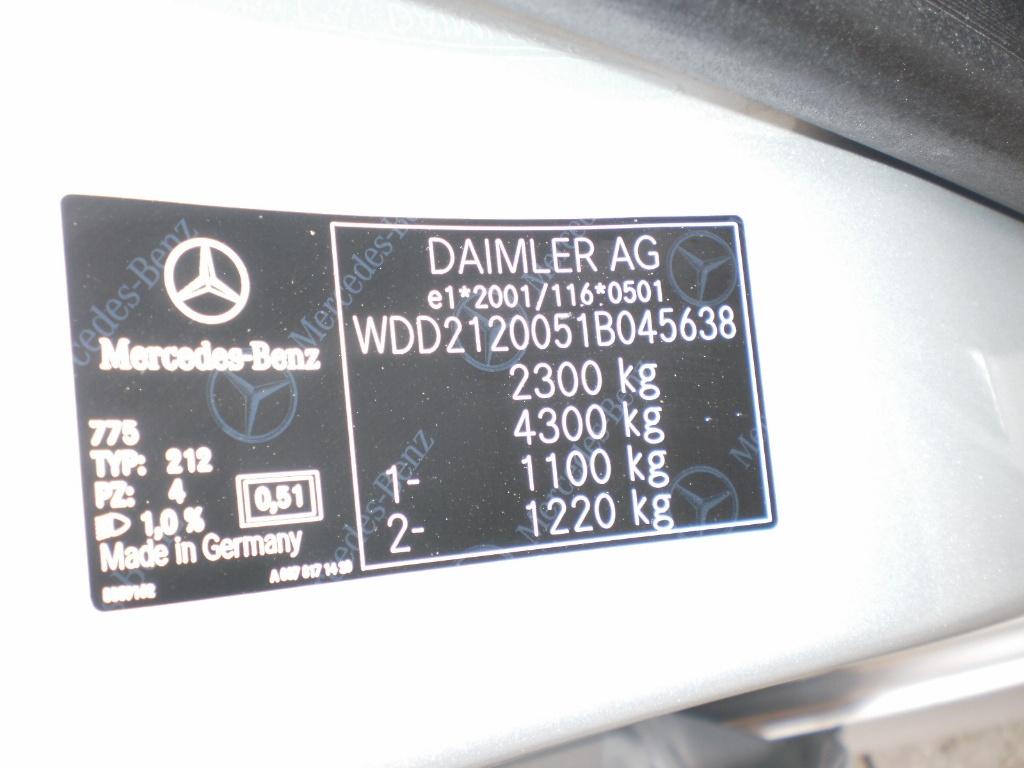 Mercedes-Benz
775
TYP: 212
PZ: 4
1,0 %
0,51
Made in Germany
DAIMLER AG
e1*2001/116*0501
WDD2120051B045638
2300 kg
4300 kg
1- 1100 kg
2- 1220 kg